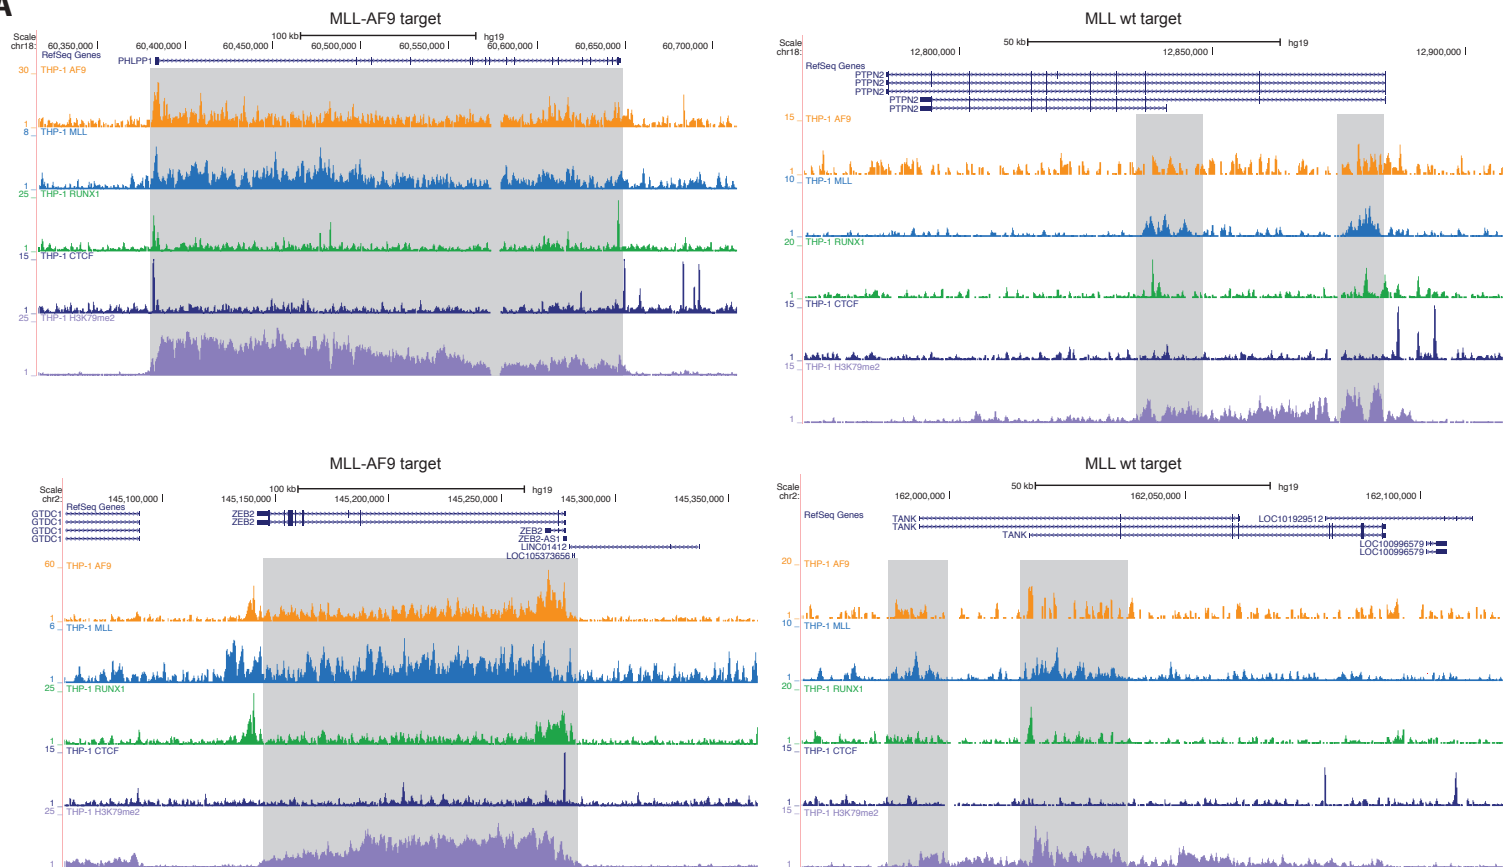 A
MLL-AF9 target
Scale
100 kb
hg19
chr18:
60,350,000
60,400,000
60,450,000
60,500,000
60,550,000
60,600,000
60,650,000
60,700,000
RefSeq Genes
PHLPP1
30
THP-1 AF9
1
8
THP-1 MLL
1
25
THP-1 RUNX1
1
15
THP-1 CTCF
1
25
THP-1 H3K79me2
1
MLL wt target
Scale
50 kb
hg19
chr18:
12,800,000
12,850,000
12,900,000
RefSeq Genes
PTPN2
PTPN2
PTPN2
PTPN2
PTPN2
15
THP-1 AF9
1
10
THP-1 MLL
1
20
THP-1 RUNX1
1
15
THP-1 CTCF
1
15
THP-1 H3K79me2
1
MLL-AF9 target
Scale
100 kb
hg19
chr2:
145,100,000
145,150,000
145,200,000
145,250,000
145,300,000
145,350,000
RefSeq Genes
GTDC1
ZEB2
GTDC1
ZEB2
GTDC1
ZEB2
GTDC1
ZEB2-AS1
LINC01412
LOC105373656
60
THP-1 AF9
1
6
THP-1 MLL
1
25
THP-1 RUNX1
1
15
THP-1 CTCF
1
25
THP-1 H3K79me2
1
MLL wt target
Scale
50 kb
hg19
chr2:
162,000,000
162,050,000
162,100,000
RefSeq Genes
TANK
LOC101929512
TANK
TANK
LOC100996579
LOC100996579
20
THP-1 AF9
1
10
THP-1 MLL
1
20
THP-1 RUNX1
1
15
THP-1 CTCF
1
15
THP-1 H3K79me2
1